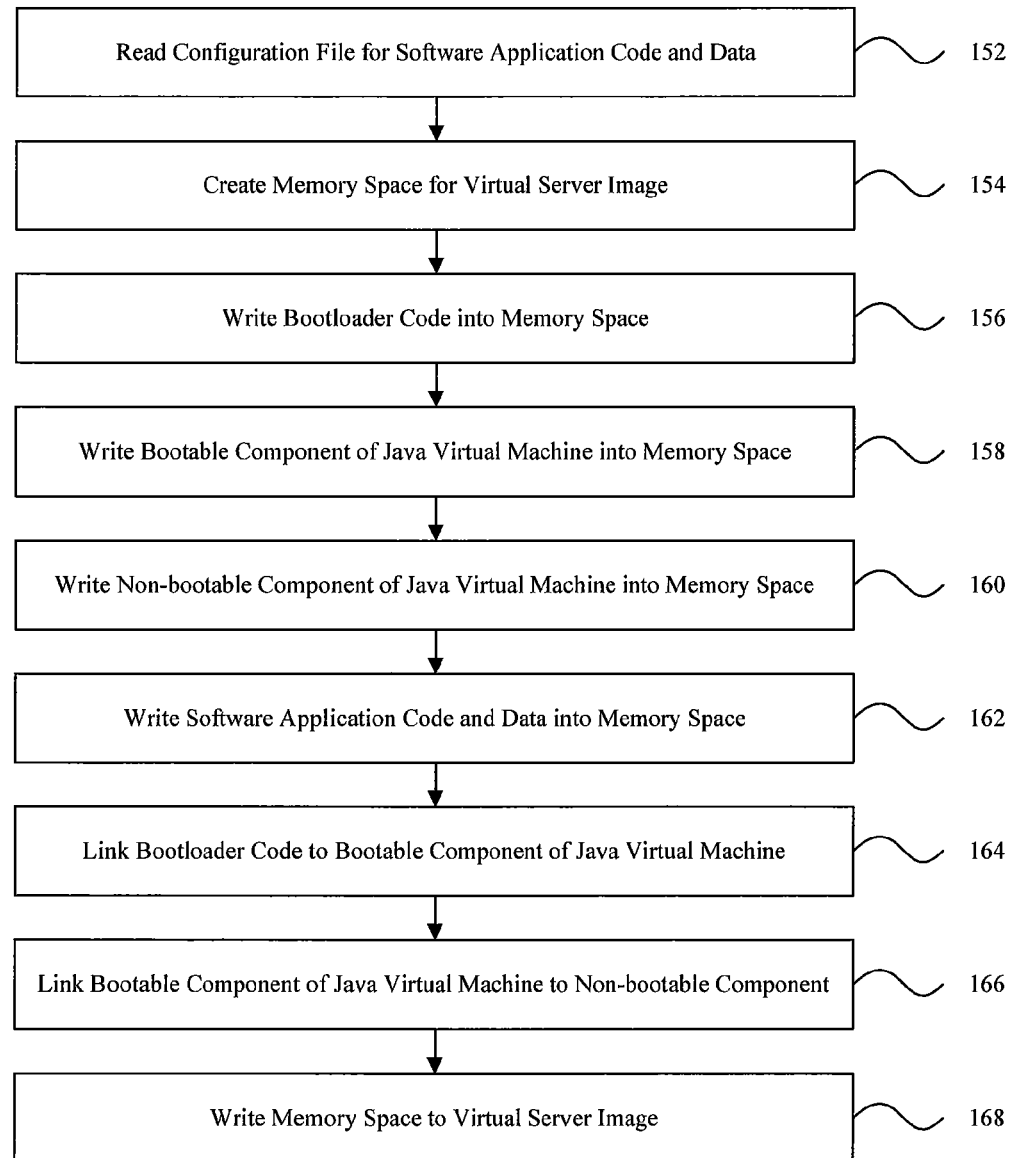 Read Configuration File for Software Application Code and Data 152
Create Memory Space for Virtual Server Image 154
Write Bootloader Code into Memory Space 156
Write Bootable Component of Java Virtual Machine into Memory Space 158
Write Non-bootable Component of Java Virtual Machine into Memory Space 160
Write Software Application Code and Data into Memory Space 162
Link Bootloader Code to Bootable Component of Java Virtual Machine 164
Link Bootable Component of Java Virtual Machine to Non-bootable Component 166
Write Memory Space to Virtual Server Image 168